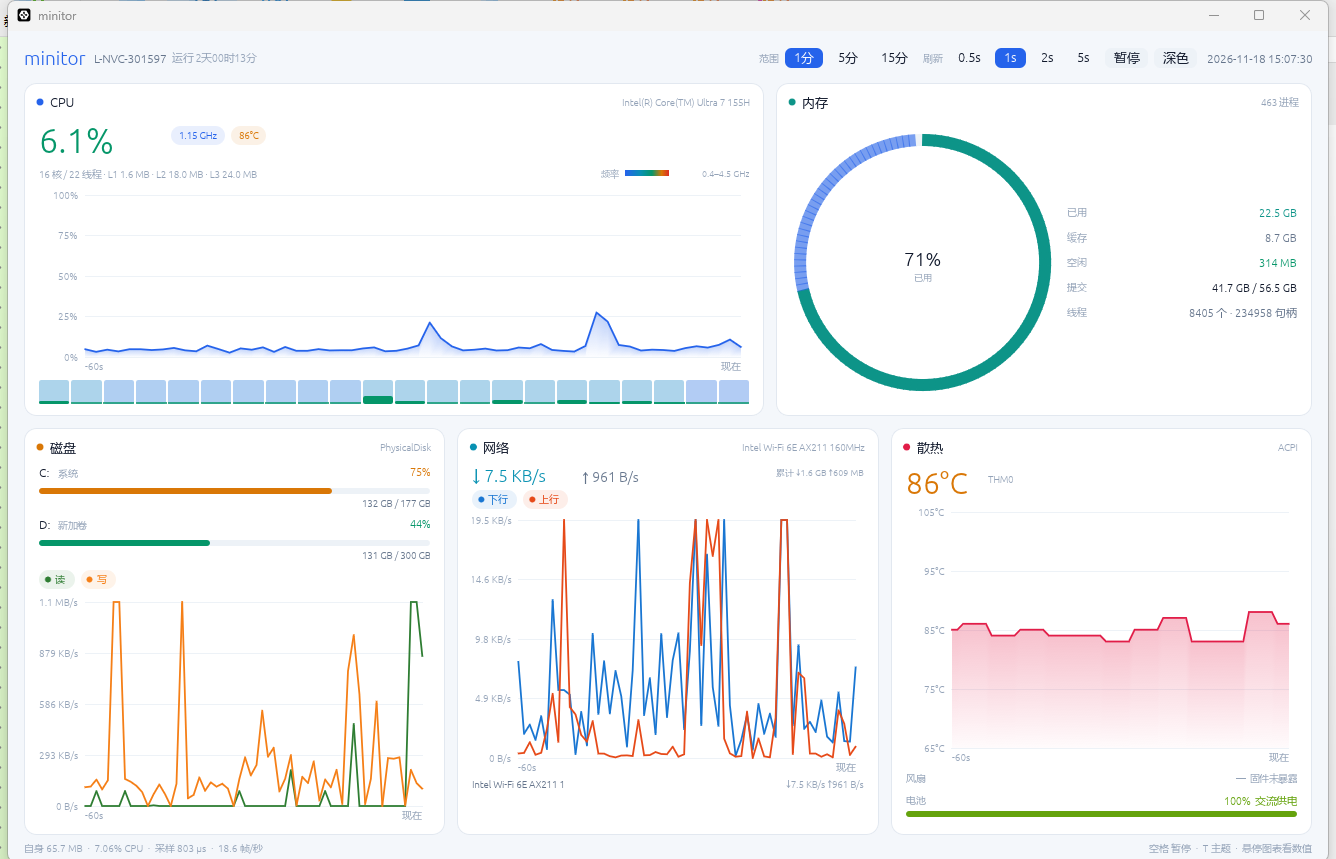 minitor
minitor L-NVC-301597 运行 2天00时13分 范围 1分 5分 15分 刷新 0.5s 1s 2s 5s 暂停 深色 2026-11-18 15:07:30
CPU Intel(R) Core(TM) Ultra 7 155H
6.1% 1.15 GHz 86°C
16 核 / 22 线程 · L1 1.6 MB · L2 18.0 MB · L3 24.0 MB 频率 0.4–4.5 GHz
100%
75%
50%
25%
0%
-60s 现在
内存 463 进程
71%
已用
已用 22.5 GB
缓存 8.7 GB
空闲 314 MB
提交 41.7 GB / 56.5 GB
线程 8405 个 · 234958 句柄
磁盘 PhysicalDisk
C: 系统 75%
132 GB / 177 GB
D: 新加卷 44%
131 GB / 300 GB
读 写
1.1 MB/s
879 KB/s
586 KB/s
293 KB/s
0 B/s
-60s 现在
网络 Intel Wi-Fi 6E AX211 160MHz
↓ 7.5 KB/s ↑ 961 B/s 累计 ↓1.6 GB ↑609 MB
下行 上行
19.5 KB/s
14.6 KB/s
9.8 KB/s
4.9 KB/s
0 B/s
-60s 现在
Intel Wi-Fi 6E AX211 1 ↓7.5 KB/s ↑961 B/s
散热 ACPI
86°C THM0
105°C
95°C
85°C
75°C
65°C
-60s 现在
风扇 — 固件未暴露
电池 100% 交流供电
自身 65.7 MB · 7.06% CPU · 采样 803 µs · 18.6 帧/秒 空格 暂停 · T 主题 · 悬停图表看数值